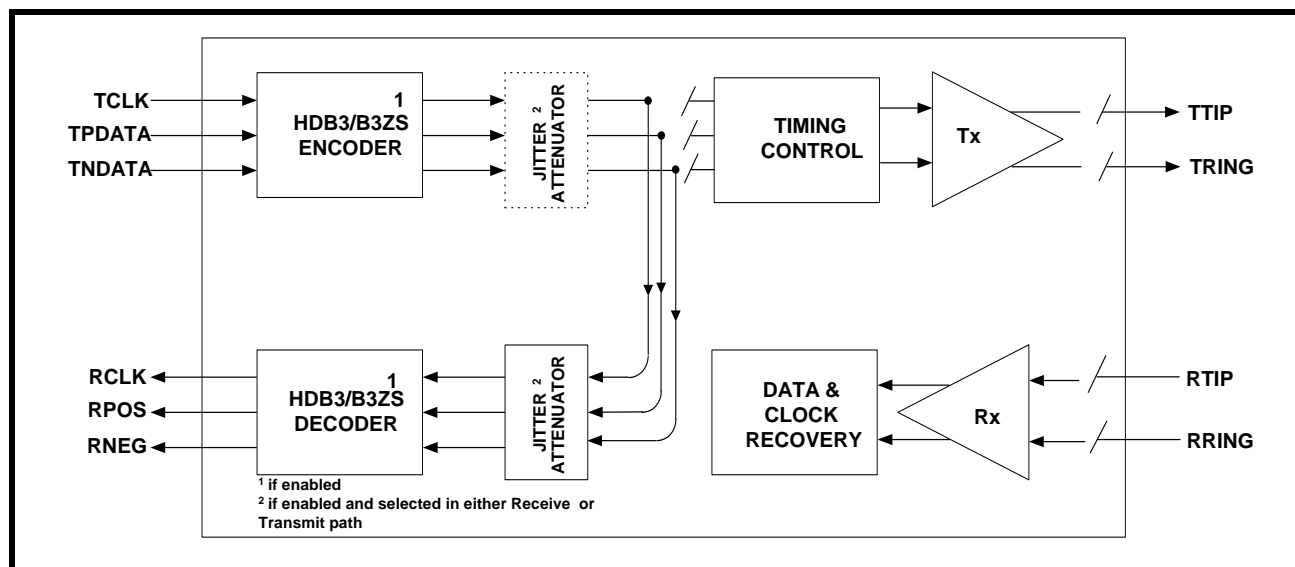 TCLK
TPDATA
TNDATA
1
HDB3/B3ZS
ENCODER
JITTER 2
ATTENUATOR
TIMING
CONTROL
Tx
TTIP
TRING
RCLK
RPOS
RNEG
1
HDB3/B3ZS
DECODER
JITTER 2
ATTENUATOR
DATA &
CLOCK
RECOVERY
Rx
RTIP
RRING
1 if enabled
2 if enabled and selected in either Receive or
Transmit path